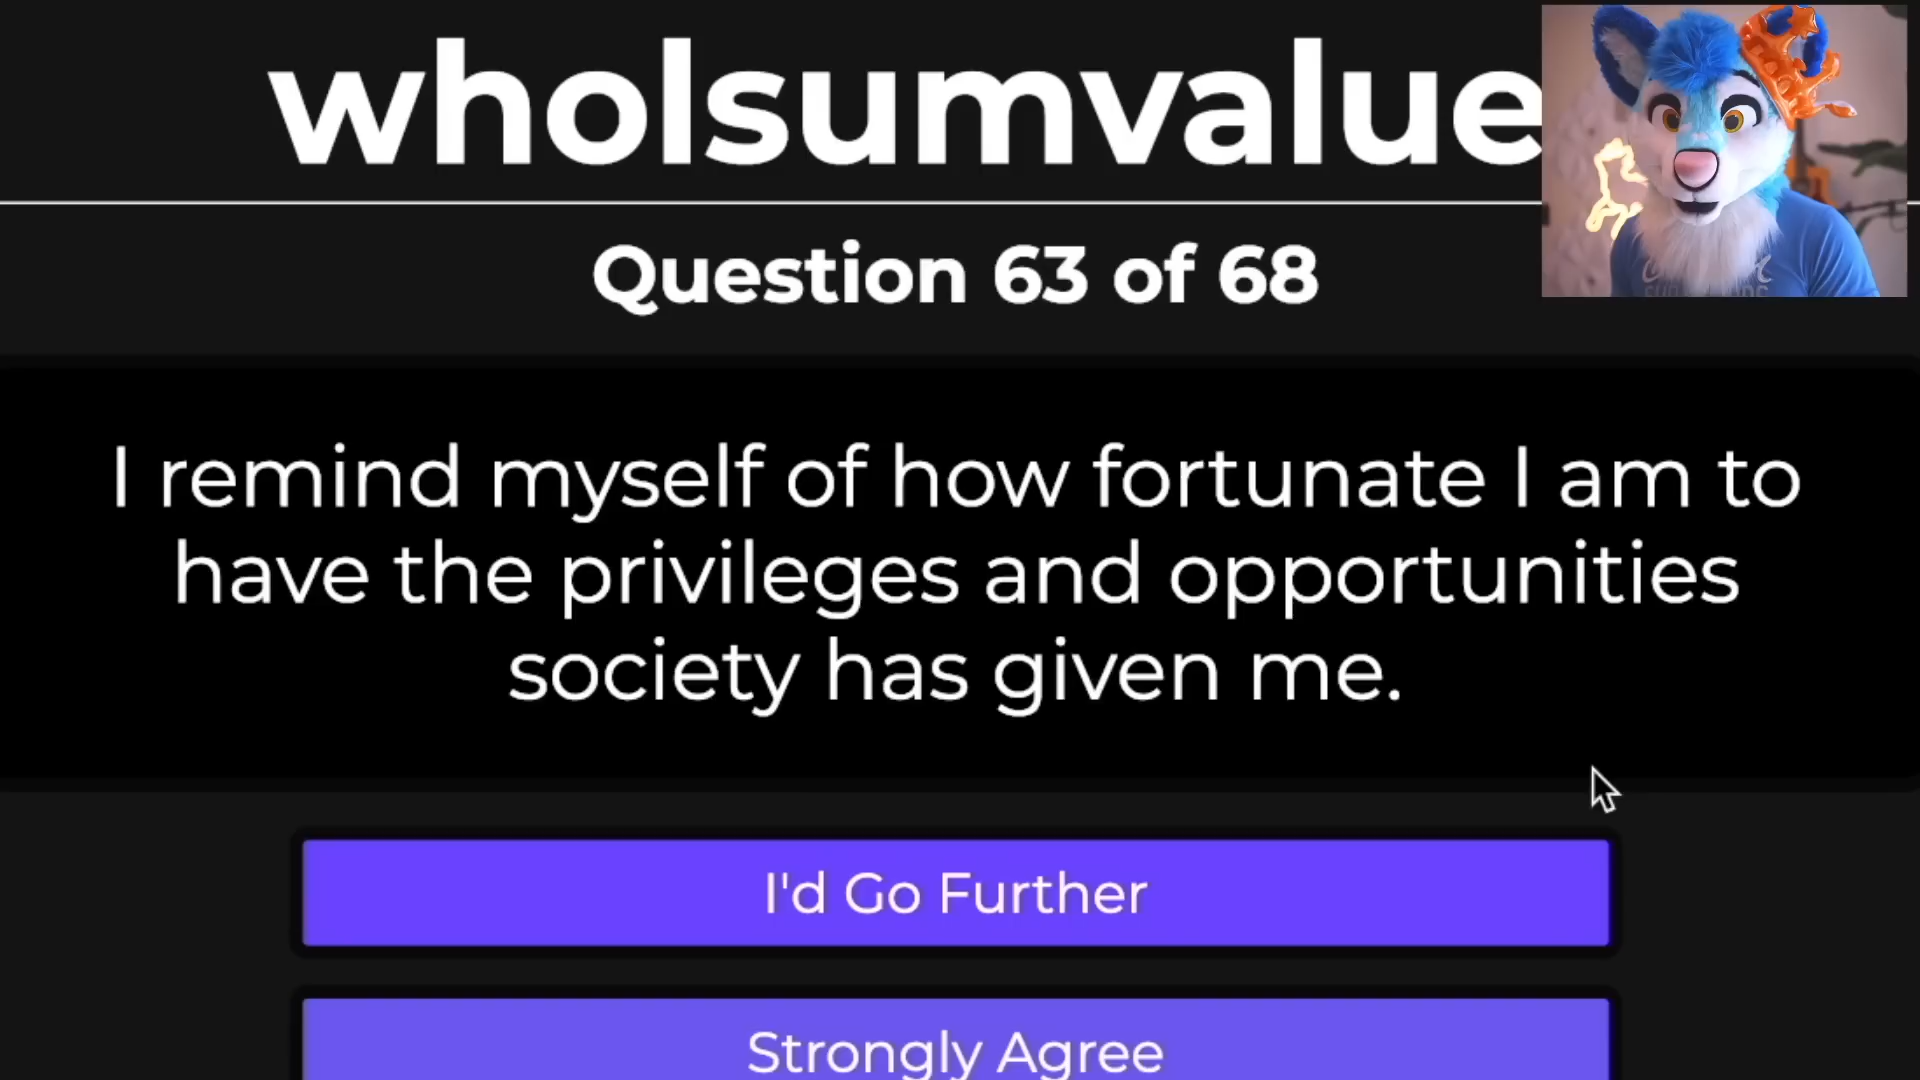 wholsumvalue
Question 63 of 68
I remind myself of how fortunate I am to
have the privileges and opportunities
society has given me.
I'd Go Further
Strongly Agree